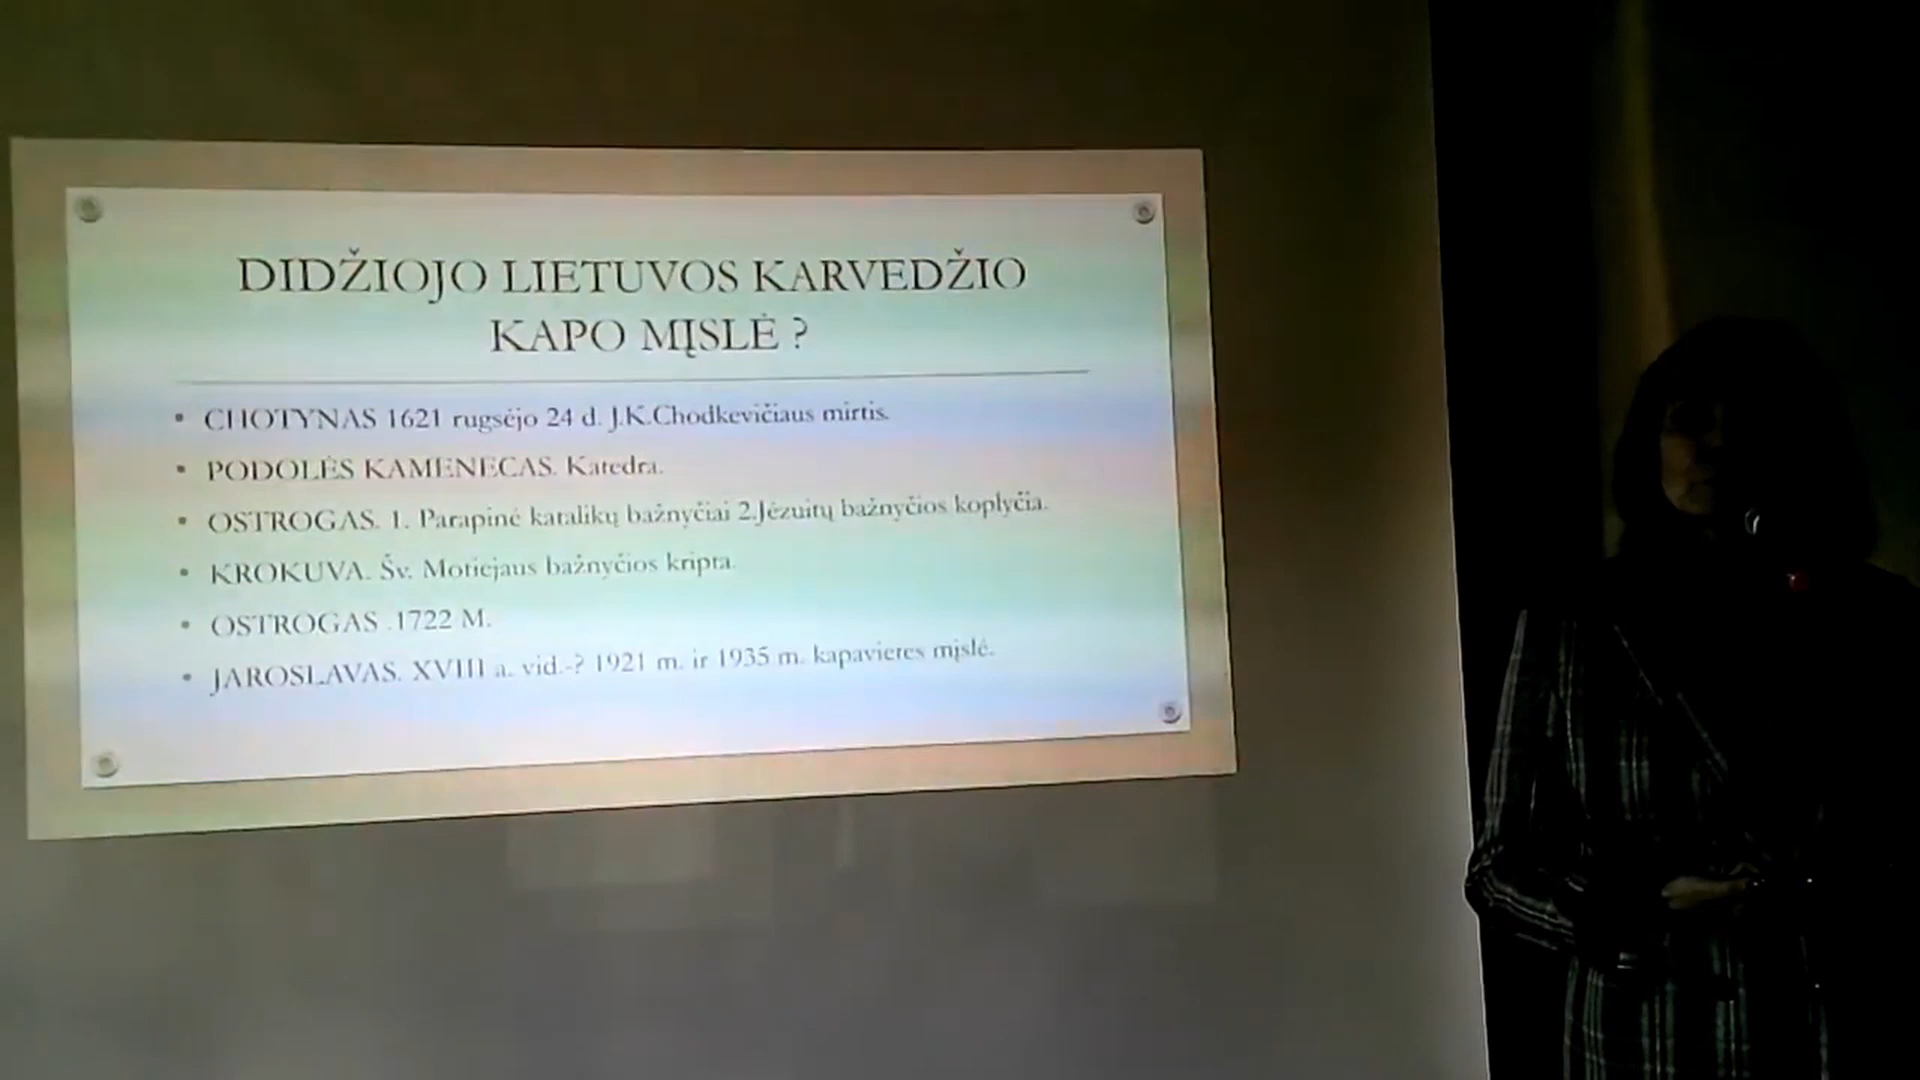 DIDŽIOJO LIETUVOS KARVEDŽIO
KAPO MĮSLĖ ?
• CHOTYNAS 1621 rugsėjo 24 d. J.K.Chodkevičiaus mirtis.
• PODOLĖS KAMENECAS. Katedra.
• OSTROGAS. 1. Parapinė katalikų bažnyčiai 2.Jėzuitų bažnyčios koplyčia.
• KROKUVA. Šv. Motiejaus bažnyčios kripta.
• OSTROGAS .1722 M.
• JAROSLAVAS. XVIII a. vid.-? 1921 m. ir 1935 m. kapavietės mįslė.